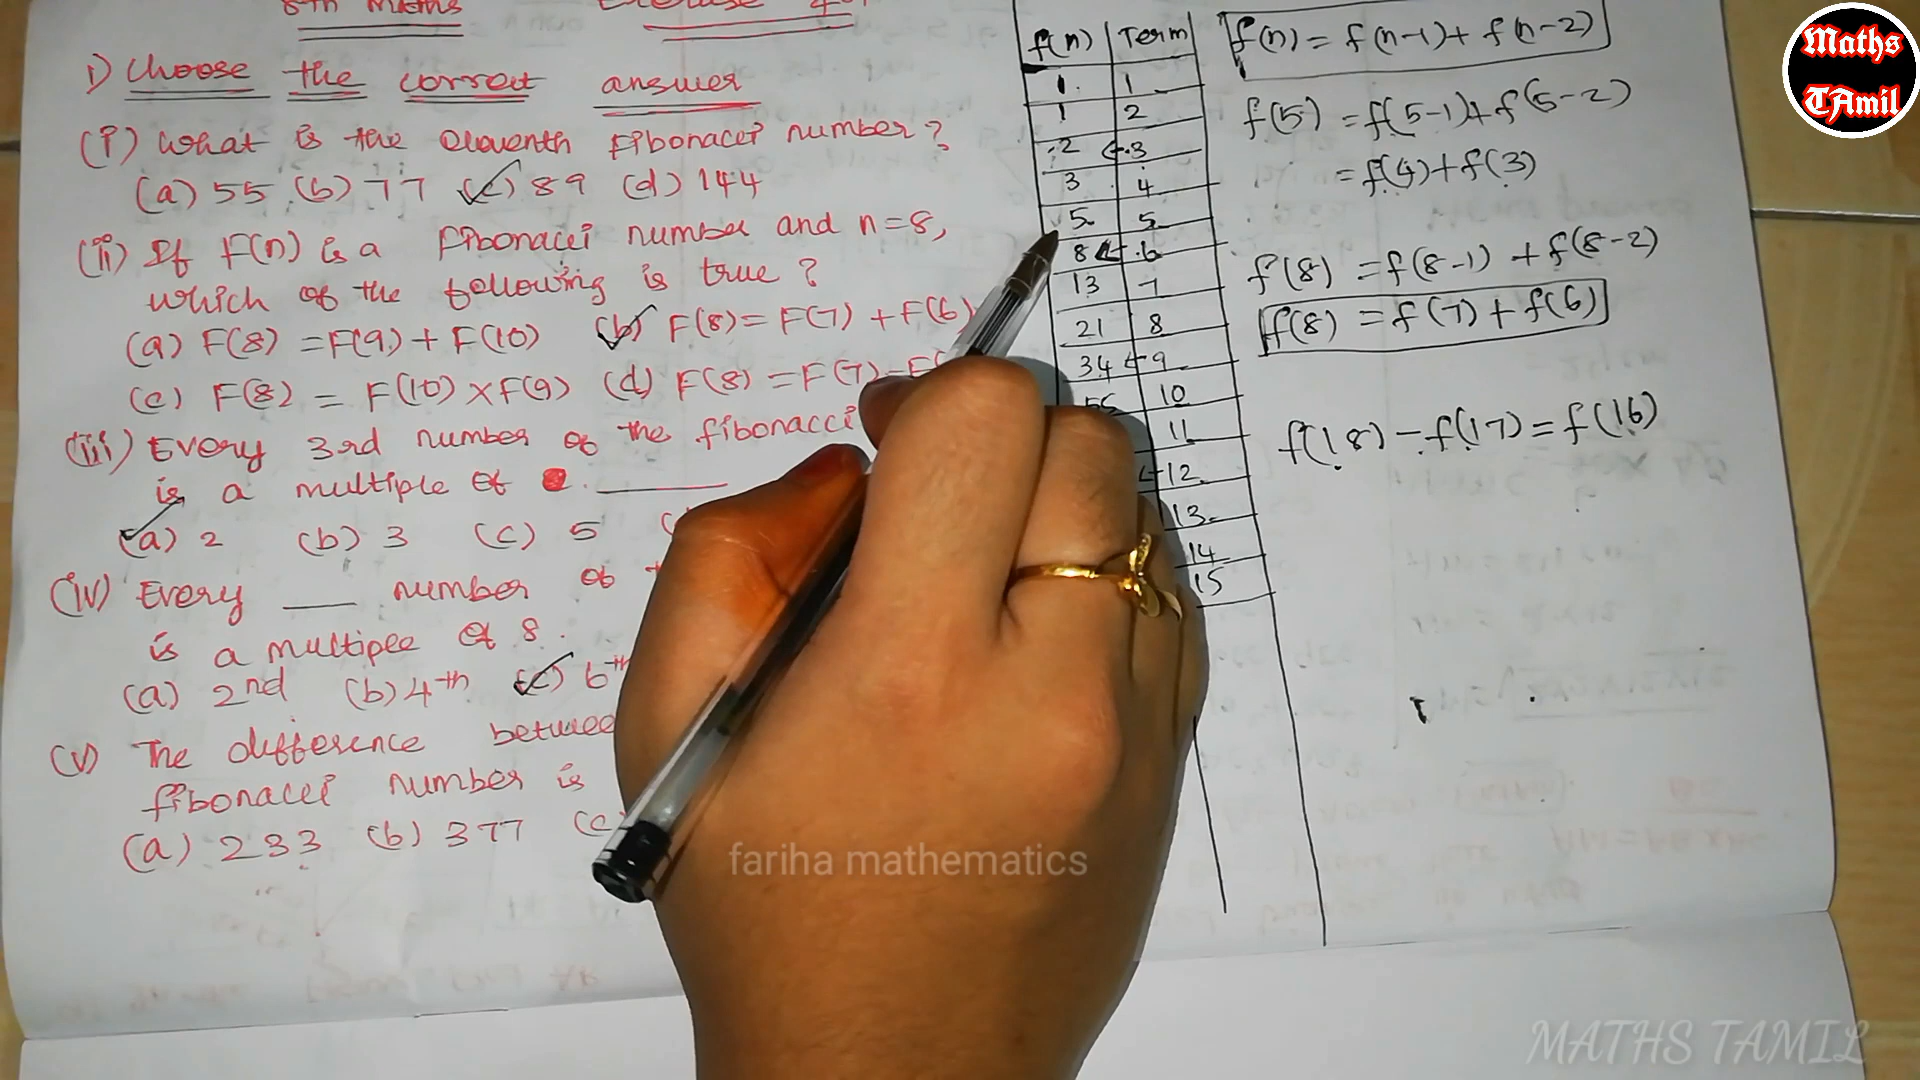 8th Maths
1) Choose the correct answer
(i) What is the Eleventh Fibonacci number?
(a) 55 (b) 77 (c) 89 (d) 144
(ii) If F(n) is a Fibonacci number and n=8,
which of the following is true?
(a) F(8) = F(9) + F(10) (b) F(8) = F(7) + F(6)
(c) F(8) = F(10) × F(9) (d) F(8) = F(7) -
(iii) Every 3rd number of the fibonacci
is a multiple of ______
(a) 2 (b) 3 (c) 5
(iv) Every ___ number of
is a multiple of 8.
(a) 2nd (b) 4th (c) 6th
(v) The difference between
fibonacci number is
(a) 233 (b) 377 (c)
f(n) Term
1 1
1 2
2 3
3 4
5 5
8 6
13 7
21 8
34 9
55 10
11
12
13
14
15
f(n) = f(n-1) + f(n-2)
f(5) = f(5-1) + f(5-2)
= f(4) + f(3)
f(8) = f(8-1) + f(8-2)
f(8) = f(7) + f(6)
f(18) - f(17) = f(16)
Maths
TAmil
fariha mathematics
MATHS TAMIL